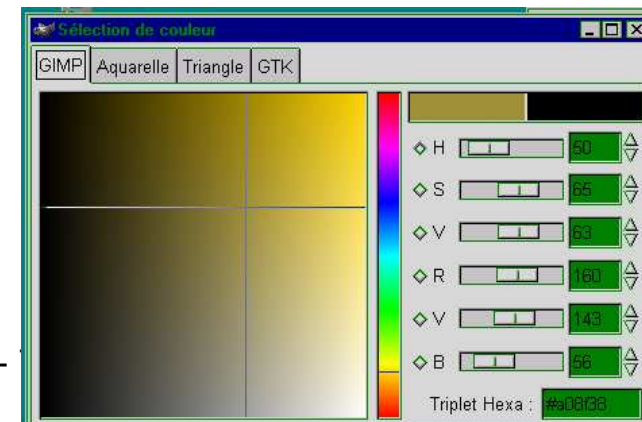 Sélection de couleur
GIMP Aquarelle Triangle GTK
H 50
S 65
V 63
R 160
V 143
B 56
Triplet Hexa : #a08f38